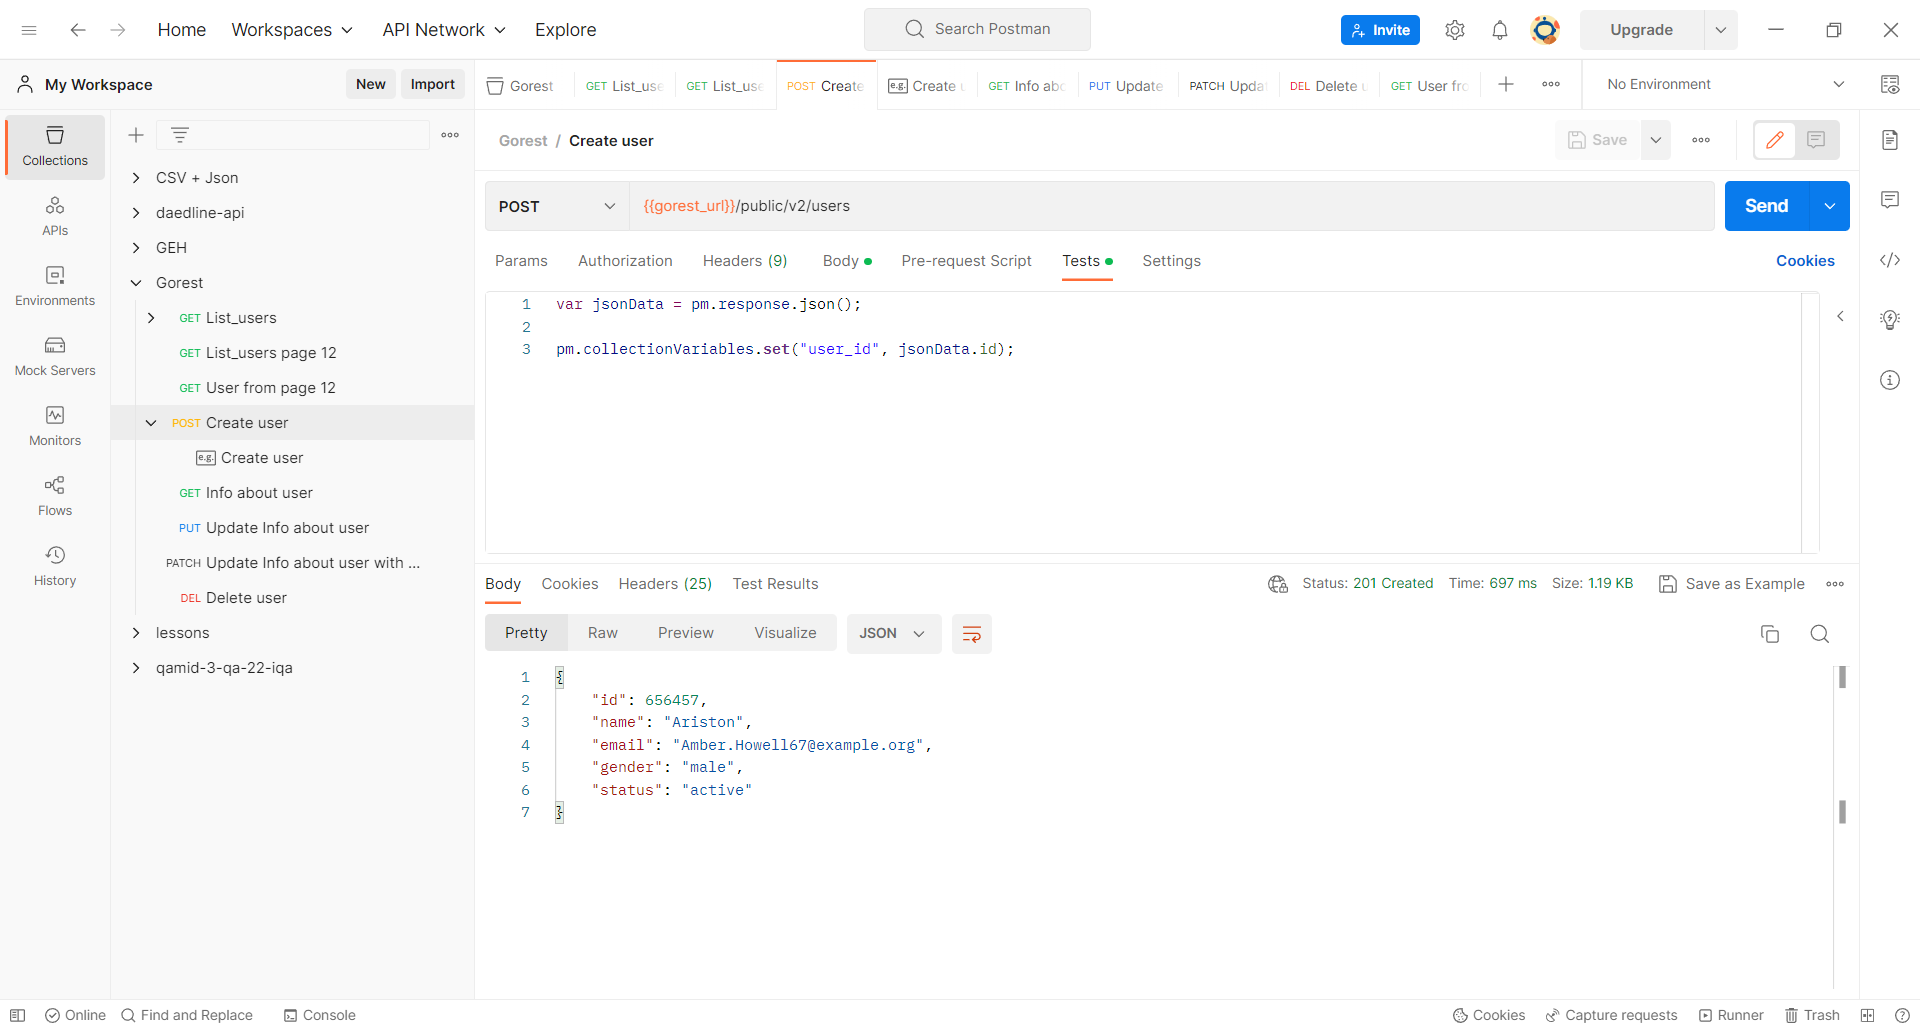 Home Workspaces API Network Explore Search Postman Invite Upgrade
My Workspace New Import
Gorest GET List_use GET List_use POST Create e.g. Create u GET Info abo PUT Update PATCH Upda DEL Delete u GET User fro No Environment
Collections
APIs
Environments
Mock Servers
Monitors
Flows
History
CSV + Json
daedline-api
GEH
Gorest
GET List_users
GET List_users page 12
GET User from page 12
POST Create user
e.g. Create user
GET Info about user
PUT Update Info about user
PATCH Update Info about user with ...
DEL Delete user
lessons
qamid-3-qa-22-iqa
Gorest / Create user Save
POST {{gorest_url}}/public/v2/users Send
Params Authorization Headers (9) Body Pre-request Script Tests Settings Cookies
1 var jsonData = pm.response.json();
2
3 pm.collectionVariables.set("user_id", jsonData.id);
Body Cookies Headers (25) Test Results Status: 201 Created Time: 697 ms Size: 1.19 KB Save as Example
Pretty Raw Preview Visualize JSON
1 {
2 "id": 656457,
3 "name": "Ariston",
4 "email": "Amber.Howell67@example.org",
5 "gender": "male",
6 "status": "active"
7 }
Online Find and Replace Console Cookies Capture requests Runner Trash